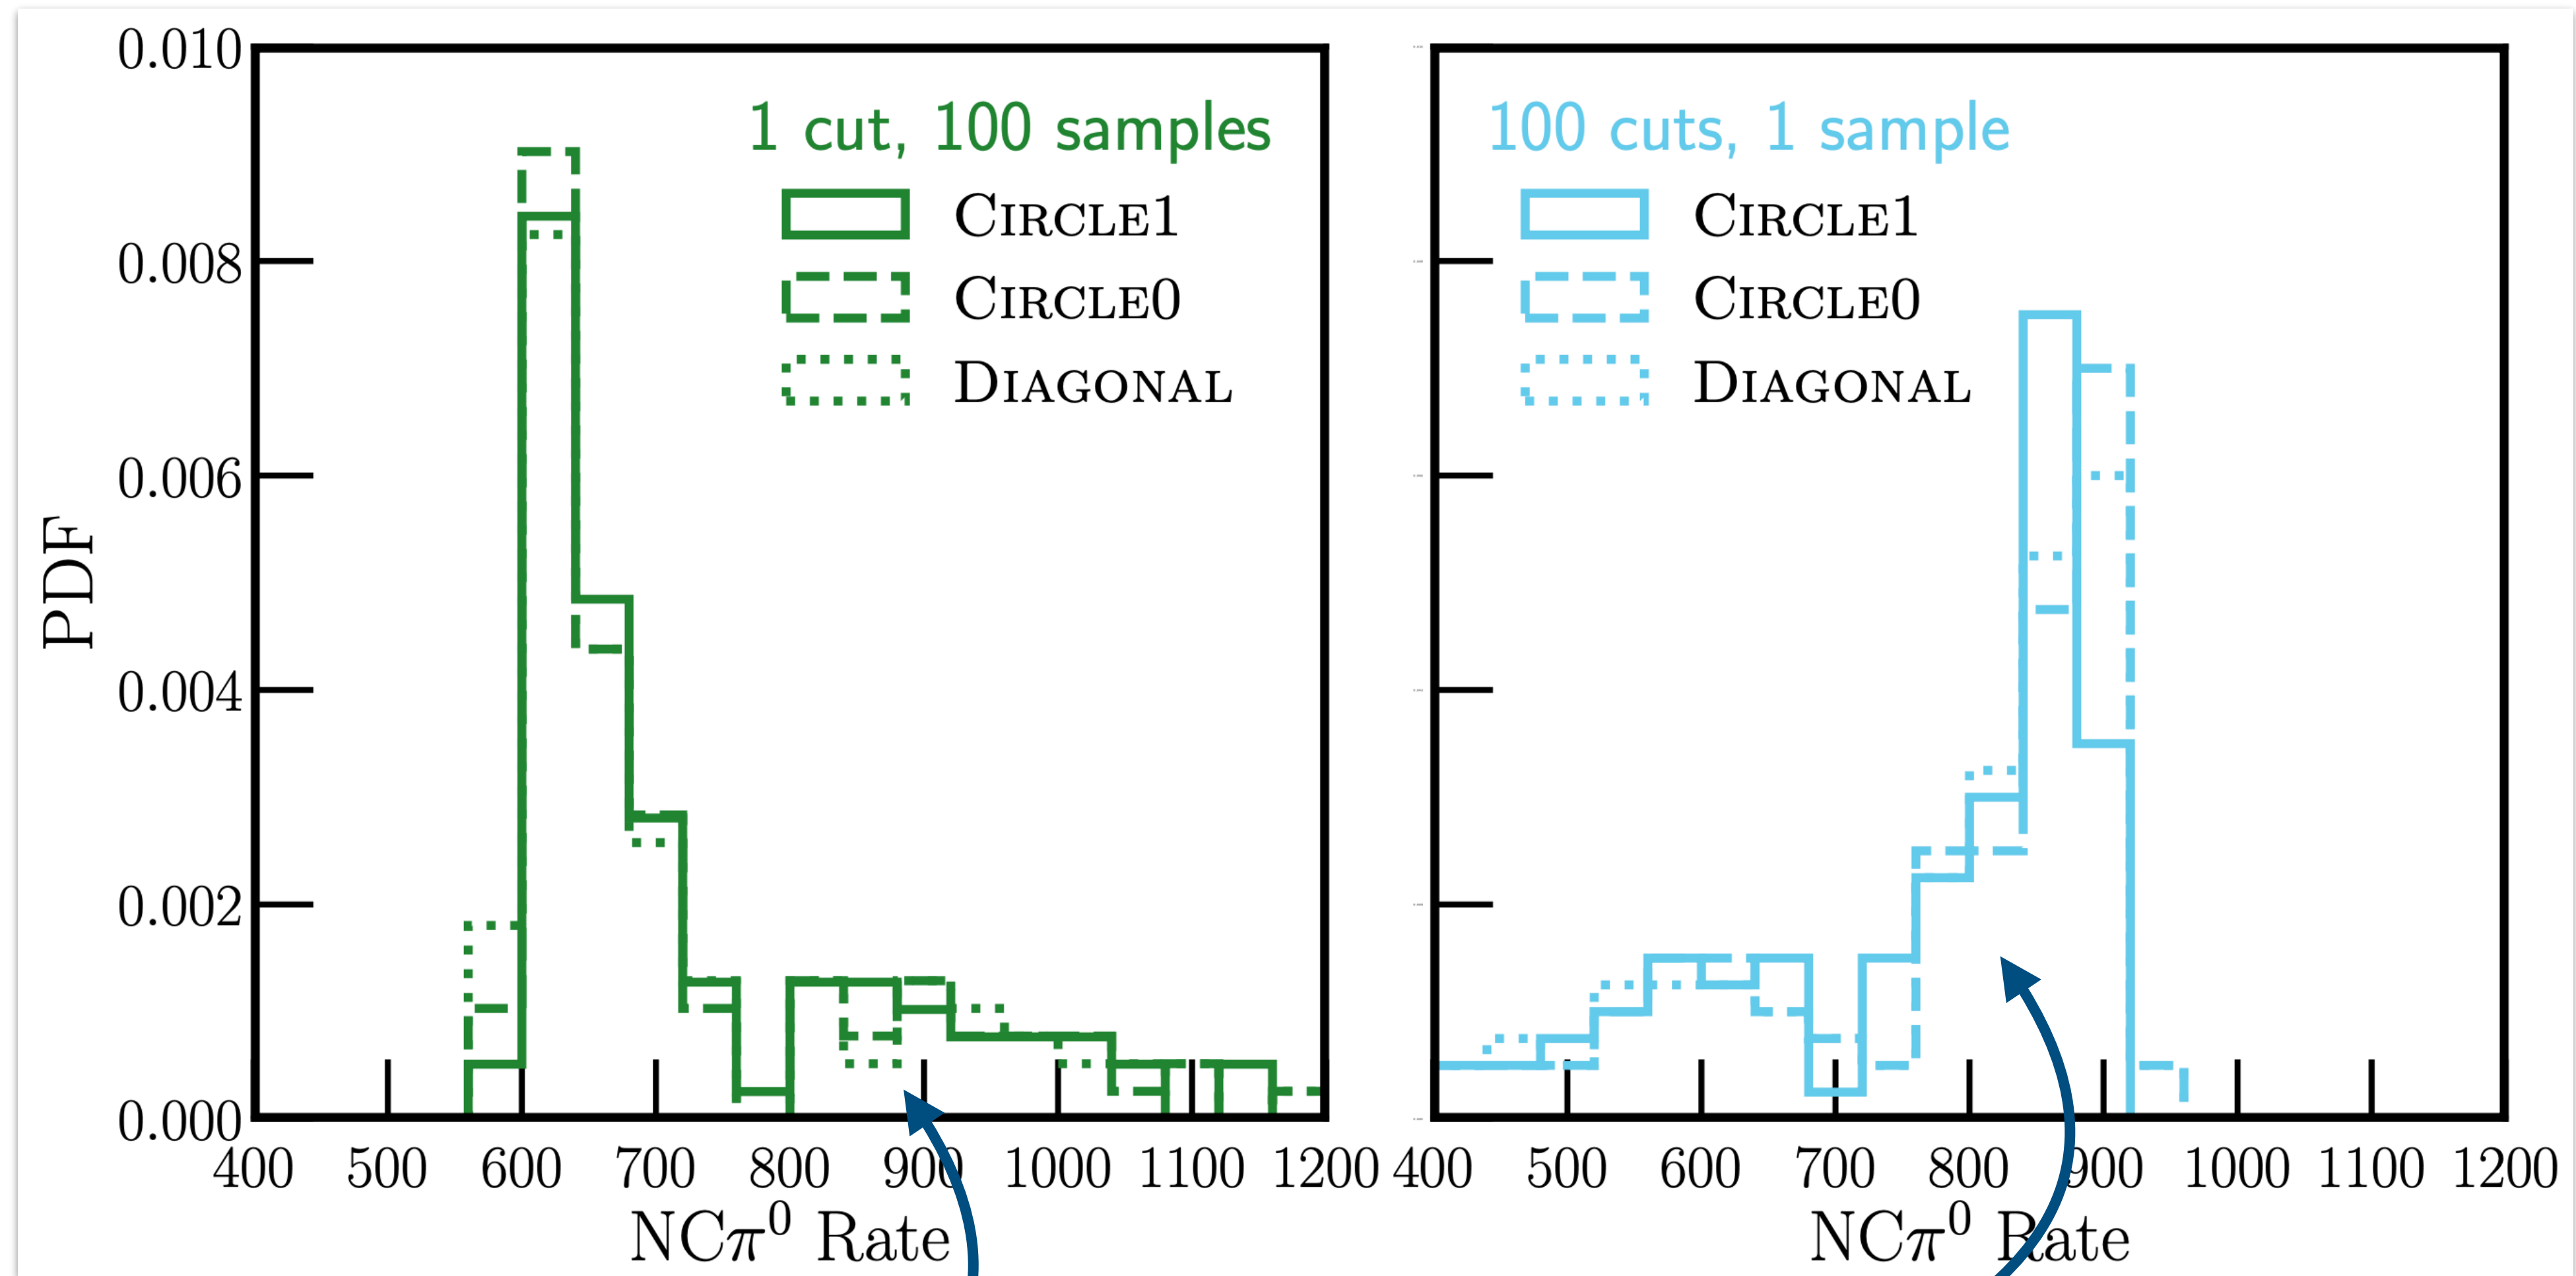 0.010
0.008
0.006
0.004
0.002
0.000
PDF
1 cut, 100 samples
CIRCLE1
CIRCLE0
DIAGONAL
400 500 600 700 800 900 1000 1100 1200
NCπ⁰ Rate
100 cuts, 1 sample
CIRCLE1
CIRCLE0
DIAGONAL
400 500 600 700 800 900 1000 1100 1200
NCπ⁰ Rate